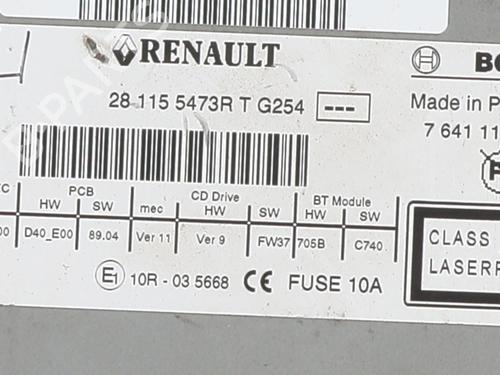 RENAULT
28 115 5473R T G254 ---
Made in P
7 641 11
PCB CD Drive BT Module
HW SW mec HW SW HW SW
00 D40_E00 89.04 Ver 11 Ver 9 FW37 705B C740
E1 10R - 03 5668 CE FUSE 10A
CLASS
LASER